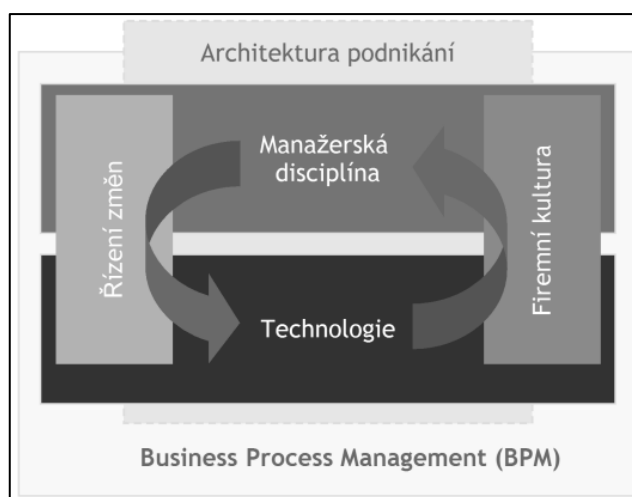 Architektura podnikání
Manažerská
disciplína
Řízení změn
Firemní kultura
Technologie
Business Process Management (BPM)